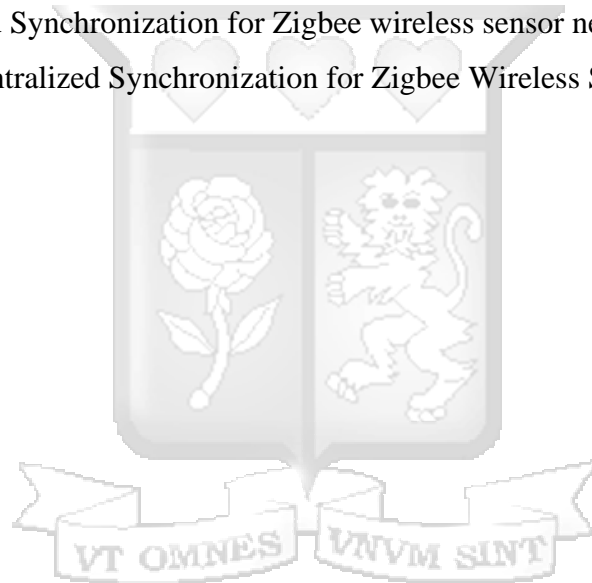 Synchronization for Zigbee wireless sensor
Synchronization for Zigbee Wireless
VT OMNES VNVM SINT